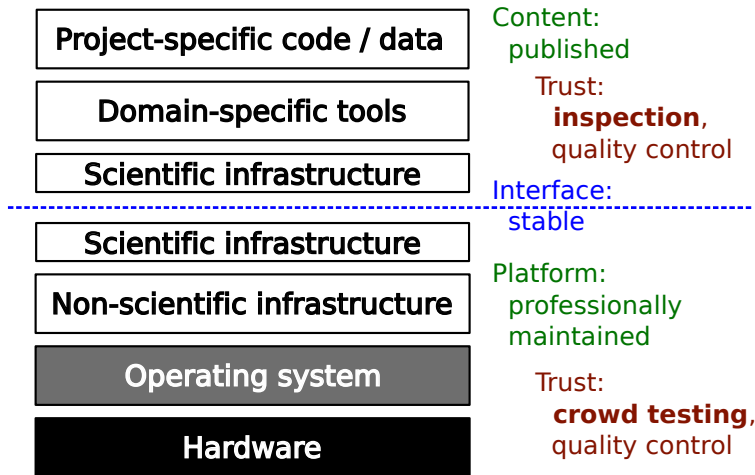 Project-specific code / data
Domain-specific tools
Scientific infrastructure
Scientific infrastructure
Non-scientific infrastructure
Operating system
Hardware
Content:
published
Trust:
inspection,
quality control
Interface:
stable
Platform:
professionally
maintained
Trust:
crowd testing,
quality control